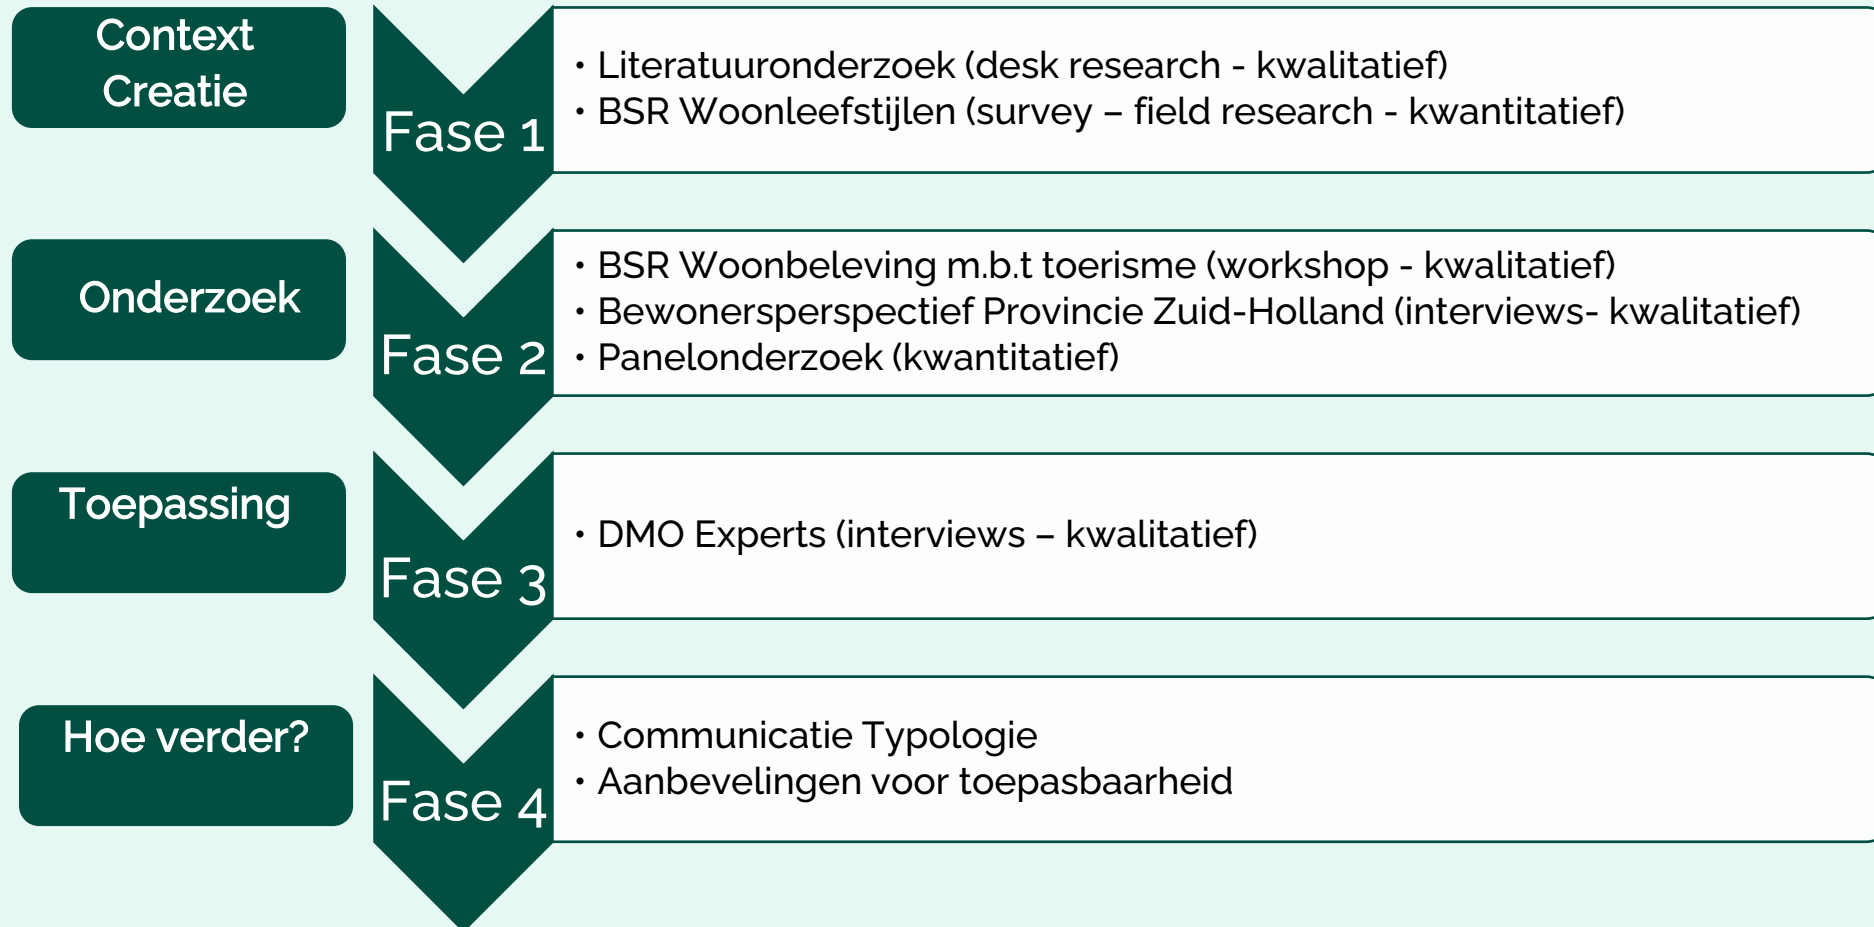 Context
Creatie
Fase 1
• Literatuuronderzoek (desk research - kwalitatief)
• BSR Woonleefstijlen (survey – field research - kwantitatief)
Onderzoek
Fase 2
• BSR Woonbeleving m.b.t toerisme (workshop - kwalitatief)
• Bewonersperspectief Provincie Zuid-Holland (interviews- kwalitatief)
• Panelonderzoek (kwantitatief)
Toepassing
Fase 3
• DMO Experts (interviews – kwalitatief)
Hoe verder?
Fase 4
• Communicatie Typologie
• Aanbevelingen voor toepasbaarheid